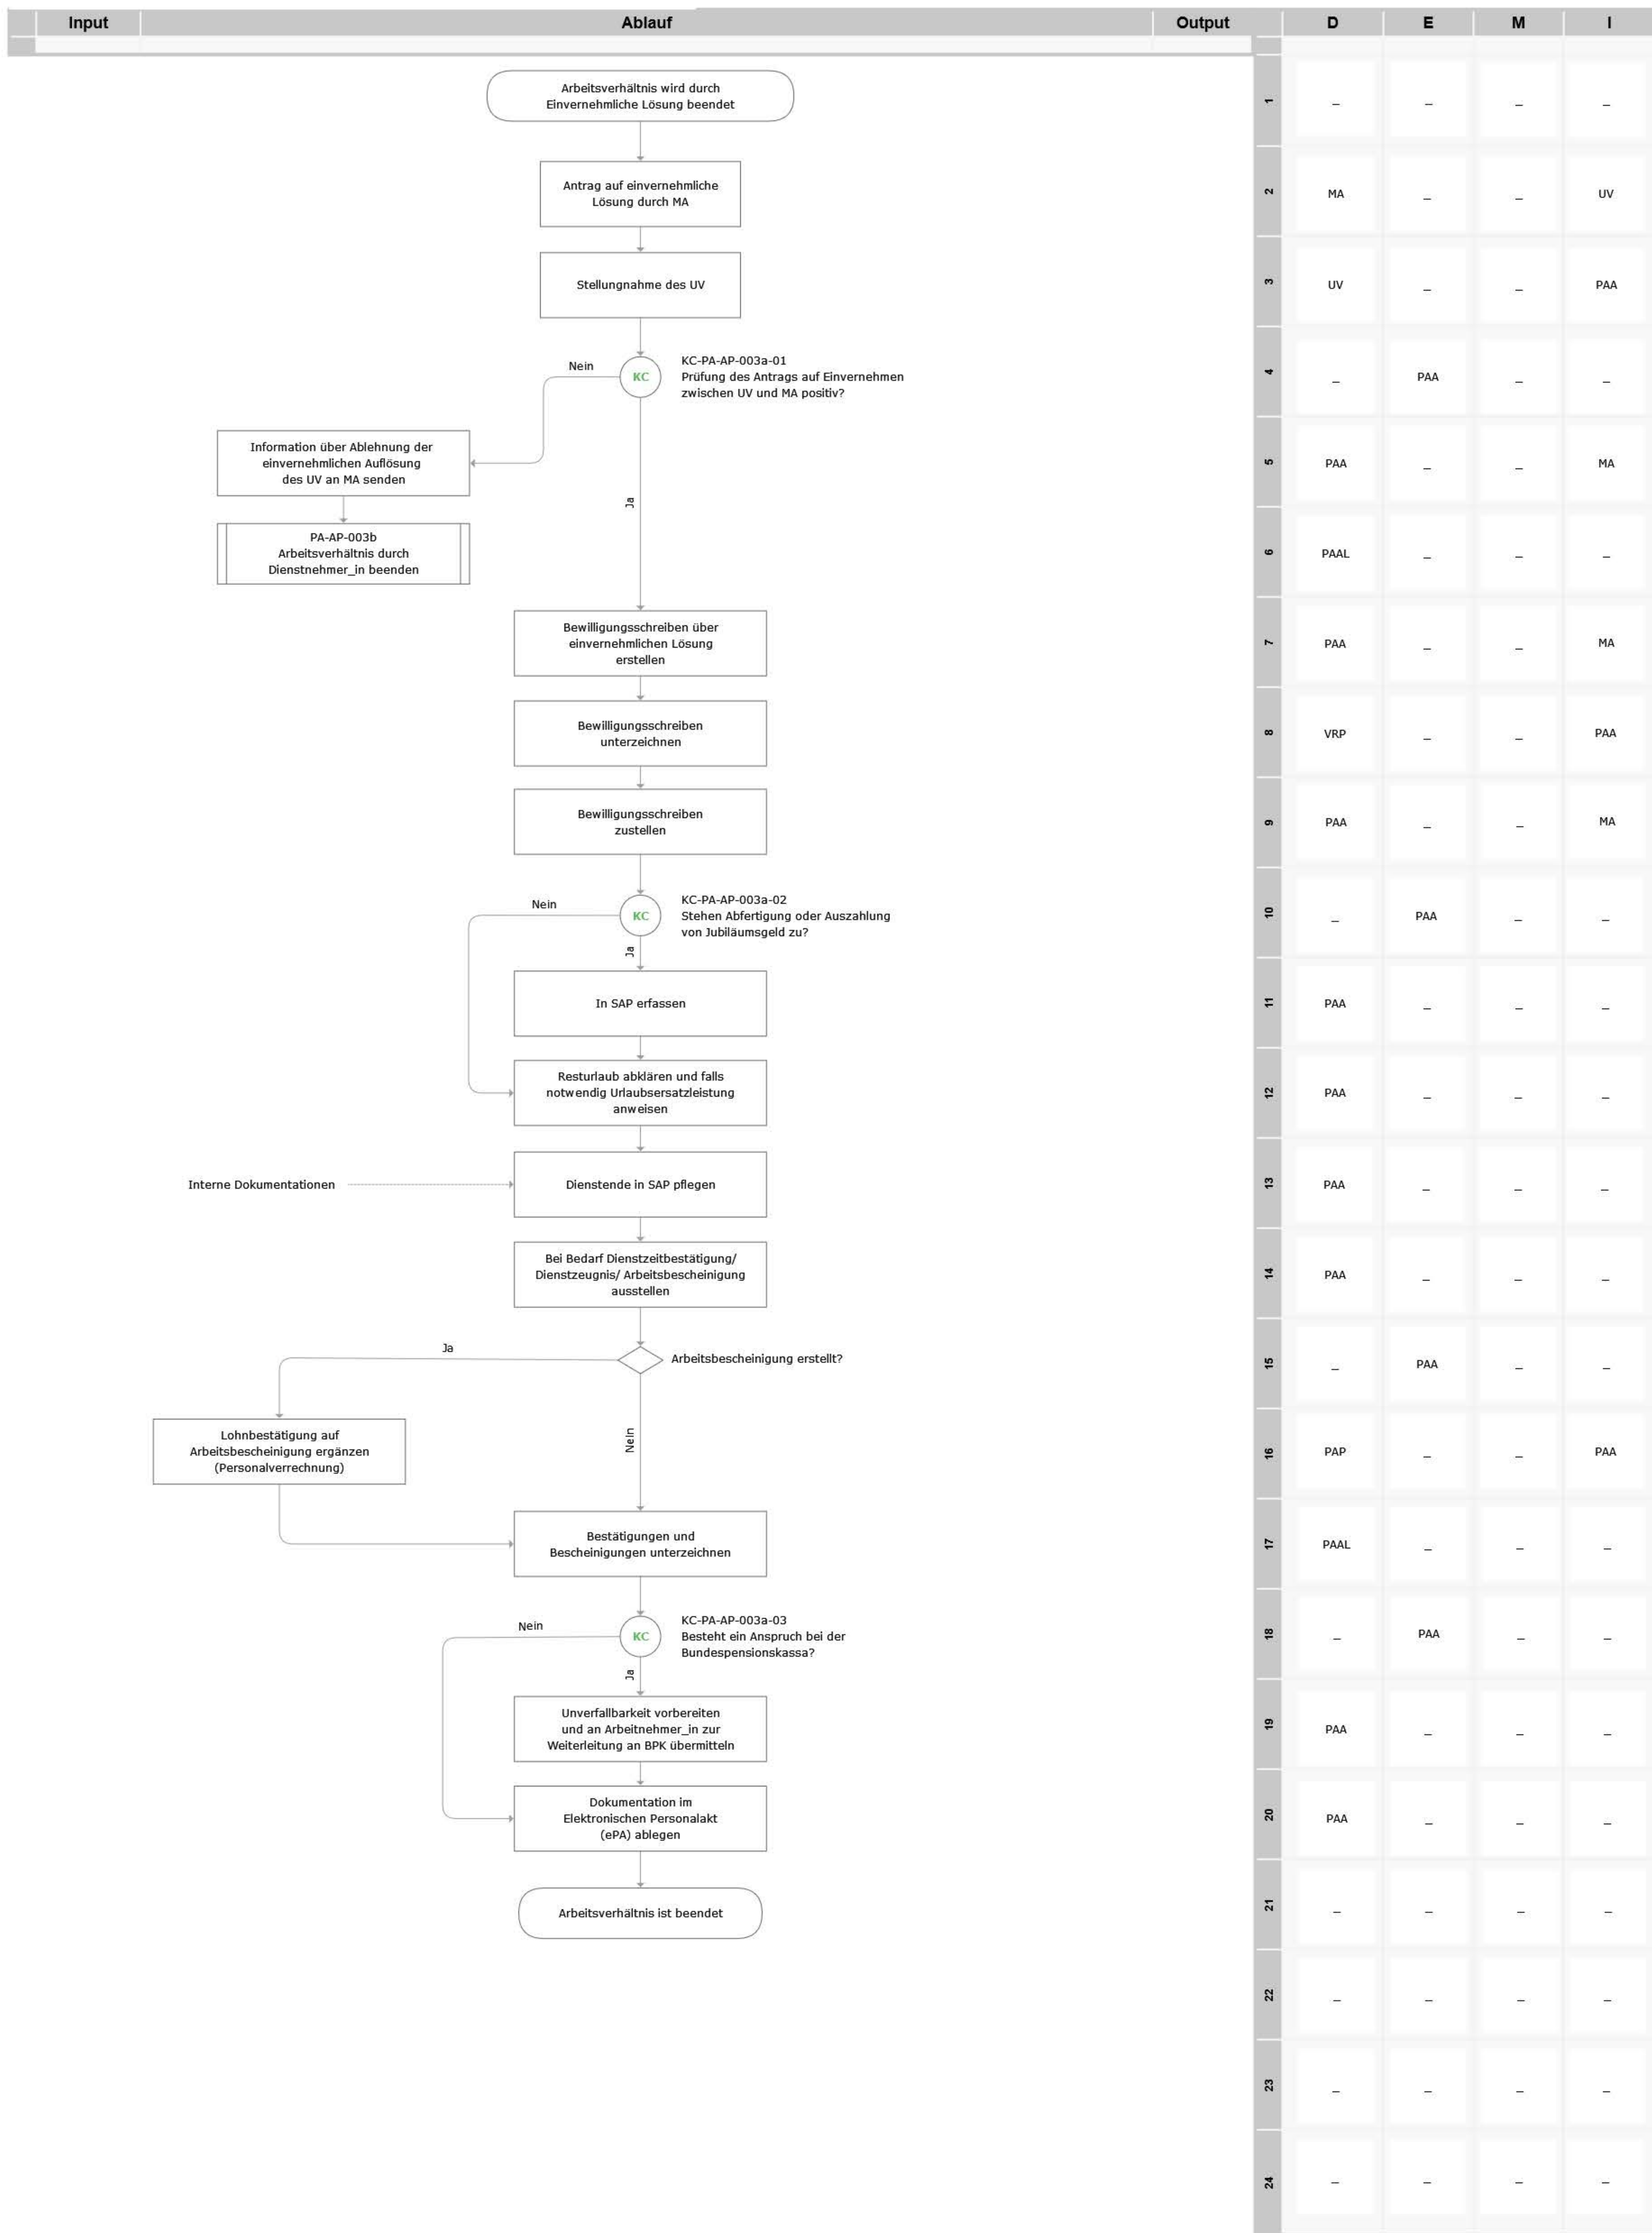 Input Ablauf Output D E M I
Arbeitsverhältnis wird durch
Einvernehmliche Lösung beendet
1 _ _ _ _
Antrag auf einvernehmliche
Lösung durch MA
2 MA _ _ UV
Stellungnahme des UV
3 UV _ _ PAA
Nein
KC
KC-PA-AP-003a-01
Prüfung des Antrags auf Einvernehmen
zwischen UV und MA positiv?
4 _ PAA _ _
Information über Ablehnung der
einvernehmlichen Auflösung
des UV an MA senden
Ja
5 PAA _ _ MA
PA-AP-003b
Arbeitsverhältnis durch
Dienstnehmer_in beenden
6 PAAL _ _ _
Bewilligungsschreiben über
einvernehmlichen Lösung
erstellen
7 PAA _ _ MA
Bewilligungsschreiben
unterzeichnen
8 VRP _ _ PAA
Bewilligungsschreiben
zustellen
9 PAA _ _ MA
Nein
KC
KC-PA-AP-003a-02
Stehen Abfertigung oder Auszahlung
von Jubiläumsgeld zu?
Ja
10 _ PAA _ _
In SAP erfassen
11 PAA _ _ _
Resturlaub abklären und falls
notwendig Urlaubsersatzleistung
anweisen
12 PAA _ _ _
Interne Dokumentationen
Dienstende in SAP pflegen
13 PAA _ _ _
Bei Bedarf Dienstzeitbestätigung/
Dienstzeugnis/ Arbeitsbescheinigung
ausstellen
14 PAA _ _ _
Ja
Arbeitsbescheinigung erstellt?
15 _ PAA _ _
Lohnbestätigung auf
Arbeitsbescheinigung ergänzen
(Personalverrechnung)
Nein
16 PAP _ _ PAA
Bestätigungen und
Bescheinigungen unterzeichnen
17 PAAL _ _ _
Nein
KC
KC-PA-AP-003a-03
Besteht ein Anspruch bei der
Bundespensionskassa?
Ja
18 _ PAA _ _
Unverfallbarkeit vorbereiten
und an Arbeitnehmer_in zur
Weiterleitung an BPK übermitteln
19 PAA _ _ _
Dokumentation im
Elektronischen Personalakt
(ePA) ablegen
20 PAA _ _ _
Arbeitsverhältnis ist beendet
21 _ _ _ _
22 _ _ _ _
23 _ _ _ _
24 _ _ _ _